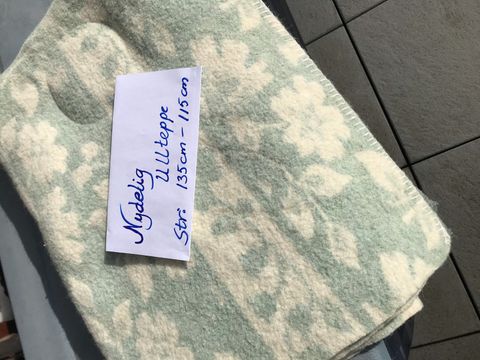 Nydelig
Ullteppe
Str: 135cm - 115cm